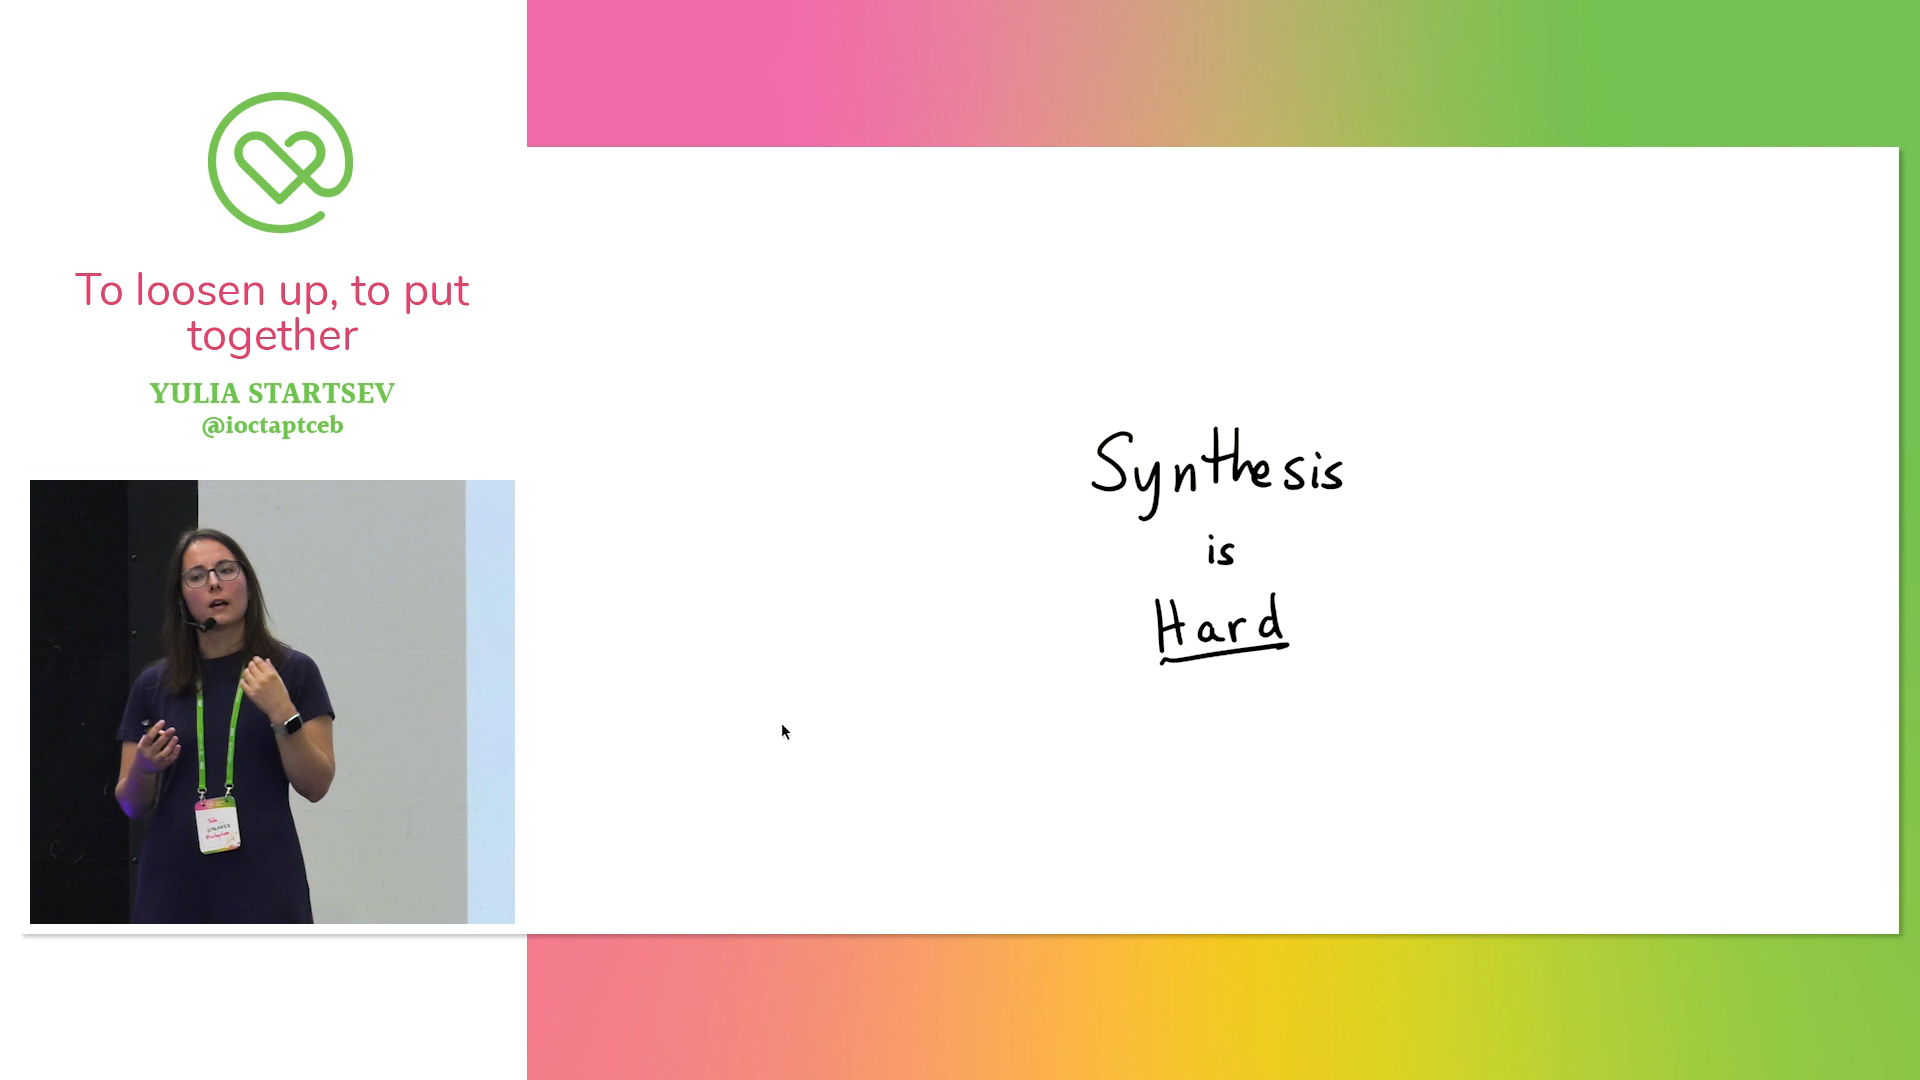 To loosen up, to put
together
YULIA STARTSEV
@ioctaptceb
Synthesis
is
Hard